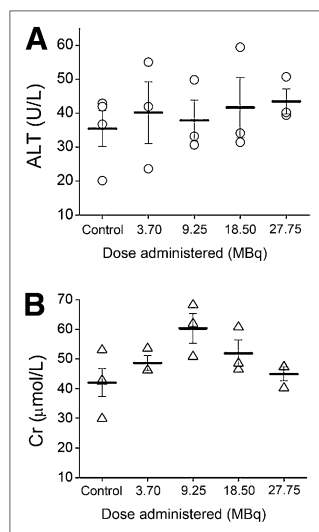 A
60
50
40
30
20
10
ALT (U/L)
Control 3.70 9.25 18.50 27.75
Dose administered (MBq)
B
70
60
50
40
30
20
10
Cr (μmol/L)
Control 3.70 9.25 18.50 27.75
Dose administered (MBq)